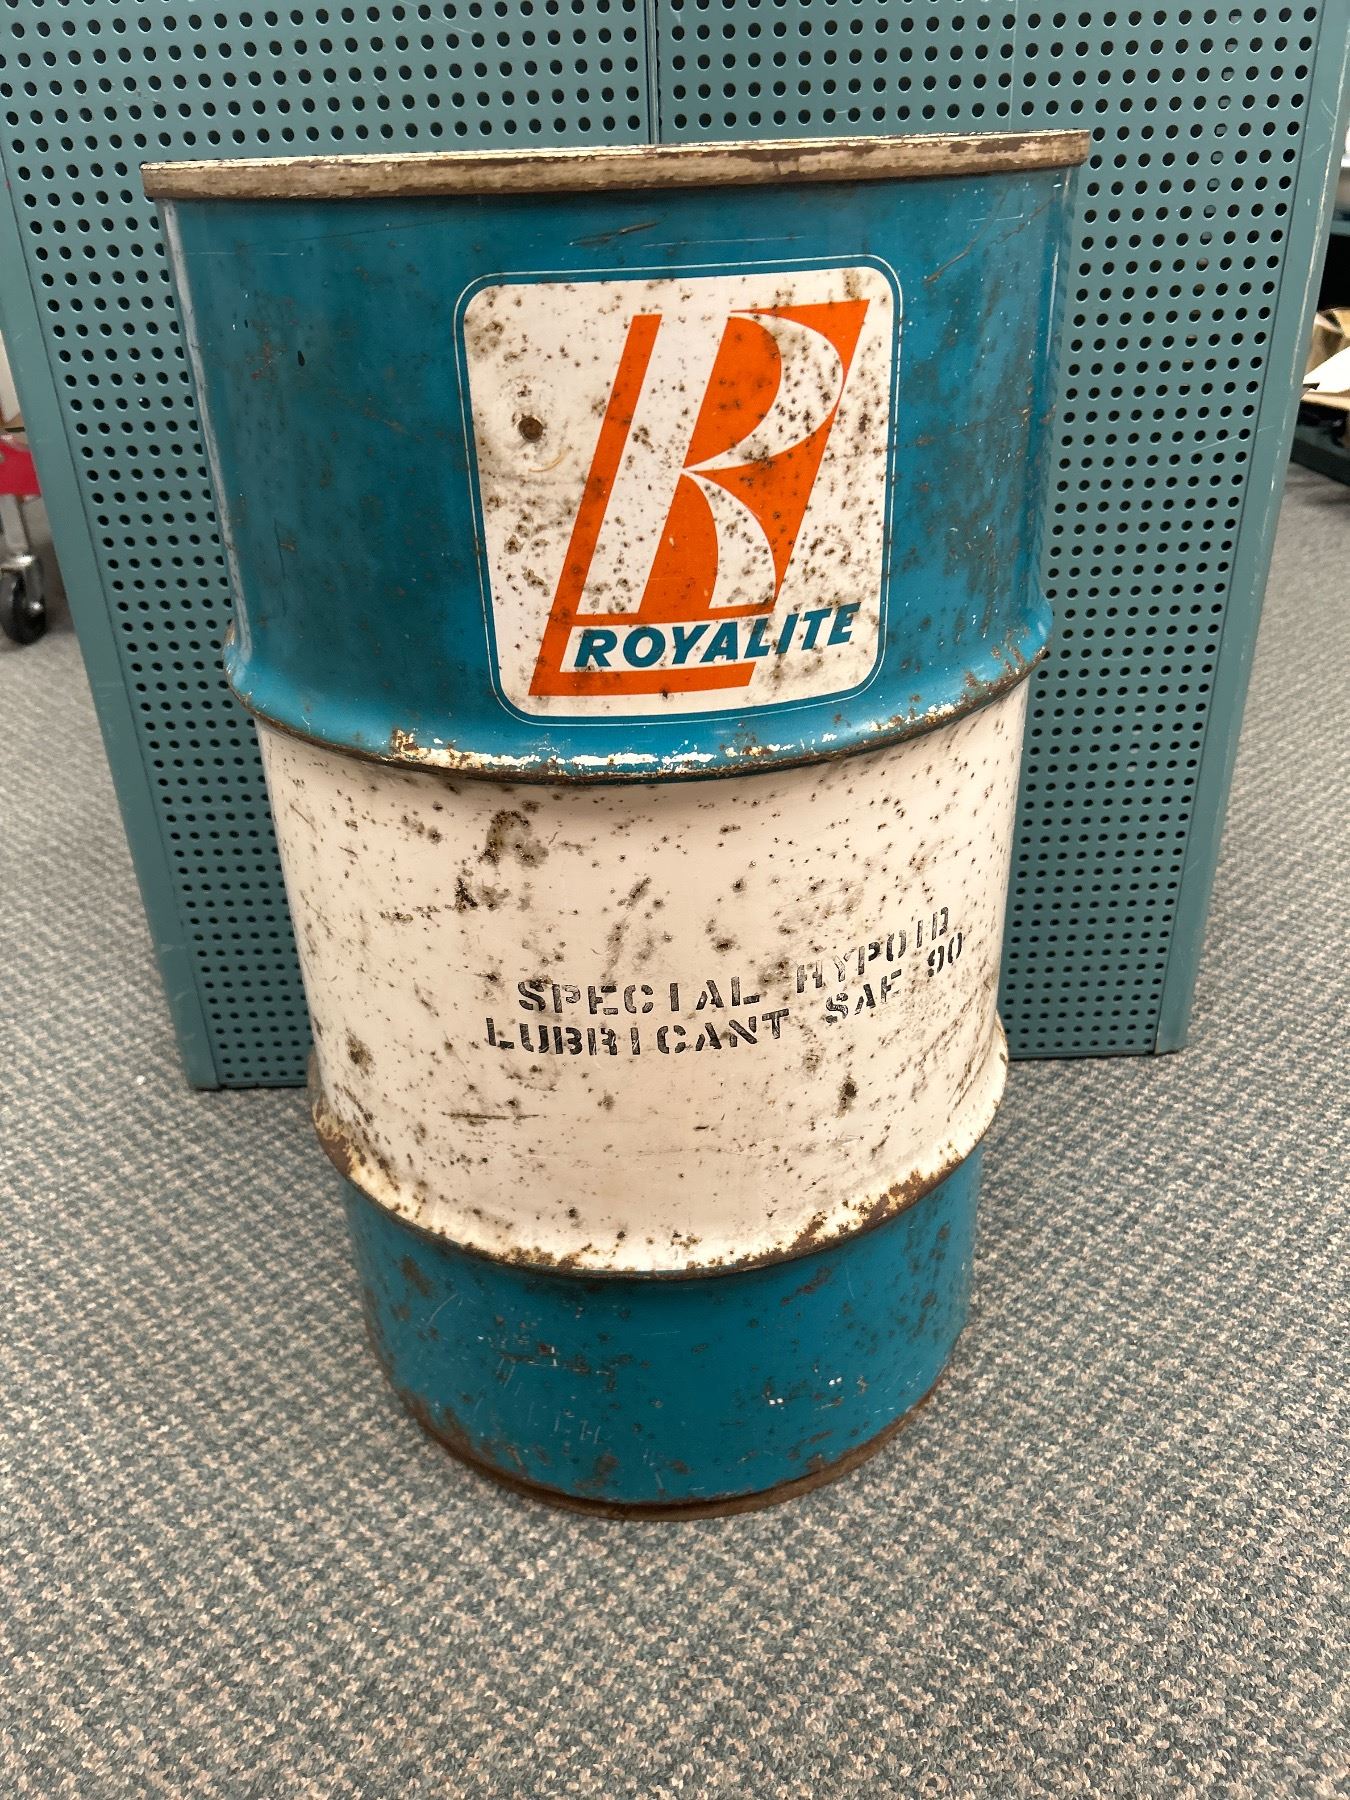 R
ROYALITE
SPECIAL HYPOID
LUBRICANT SAE 90